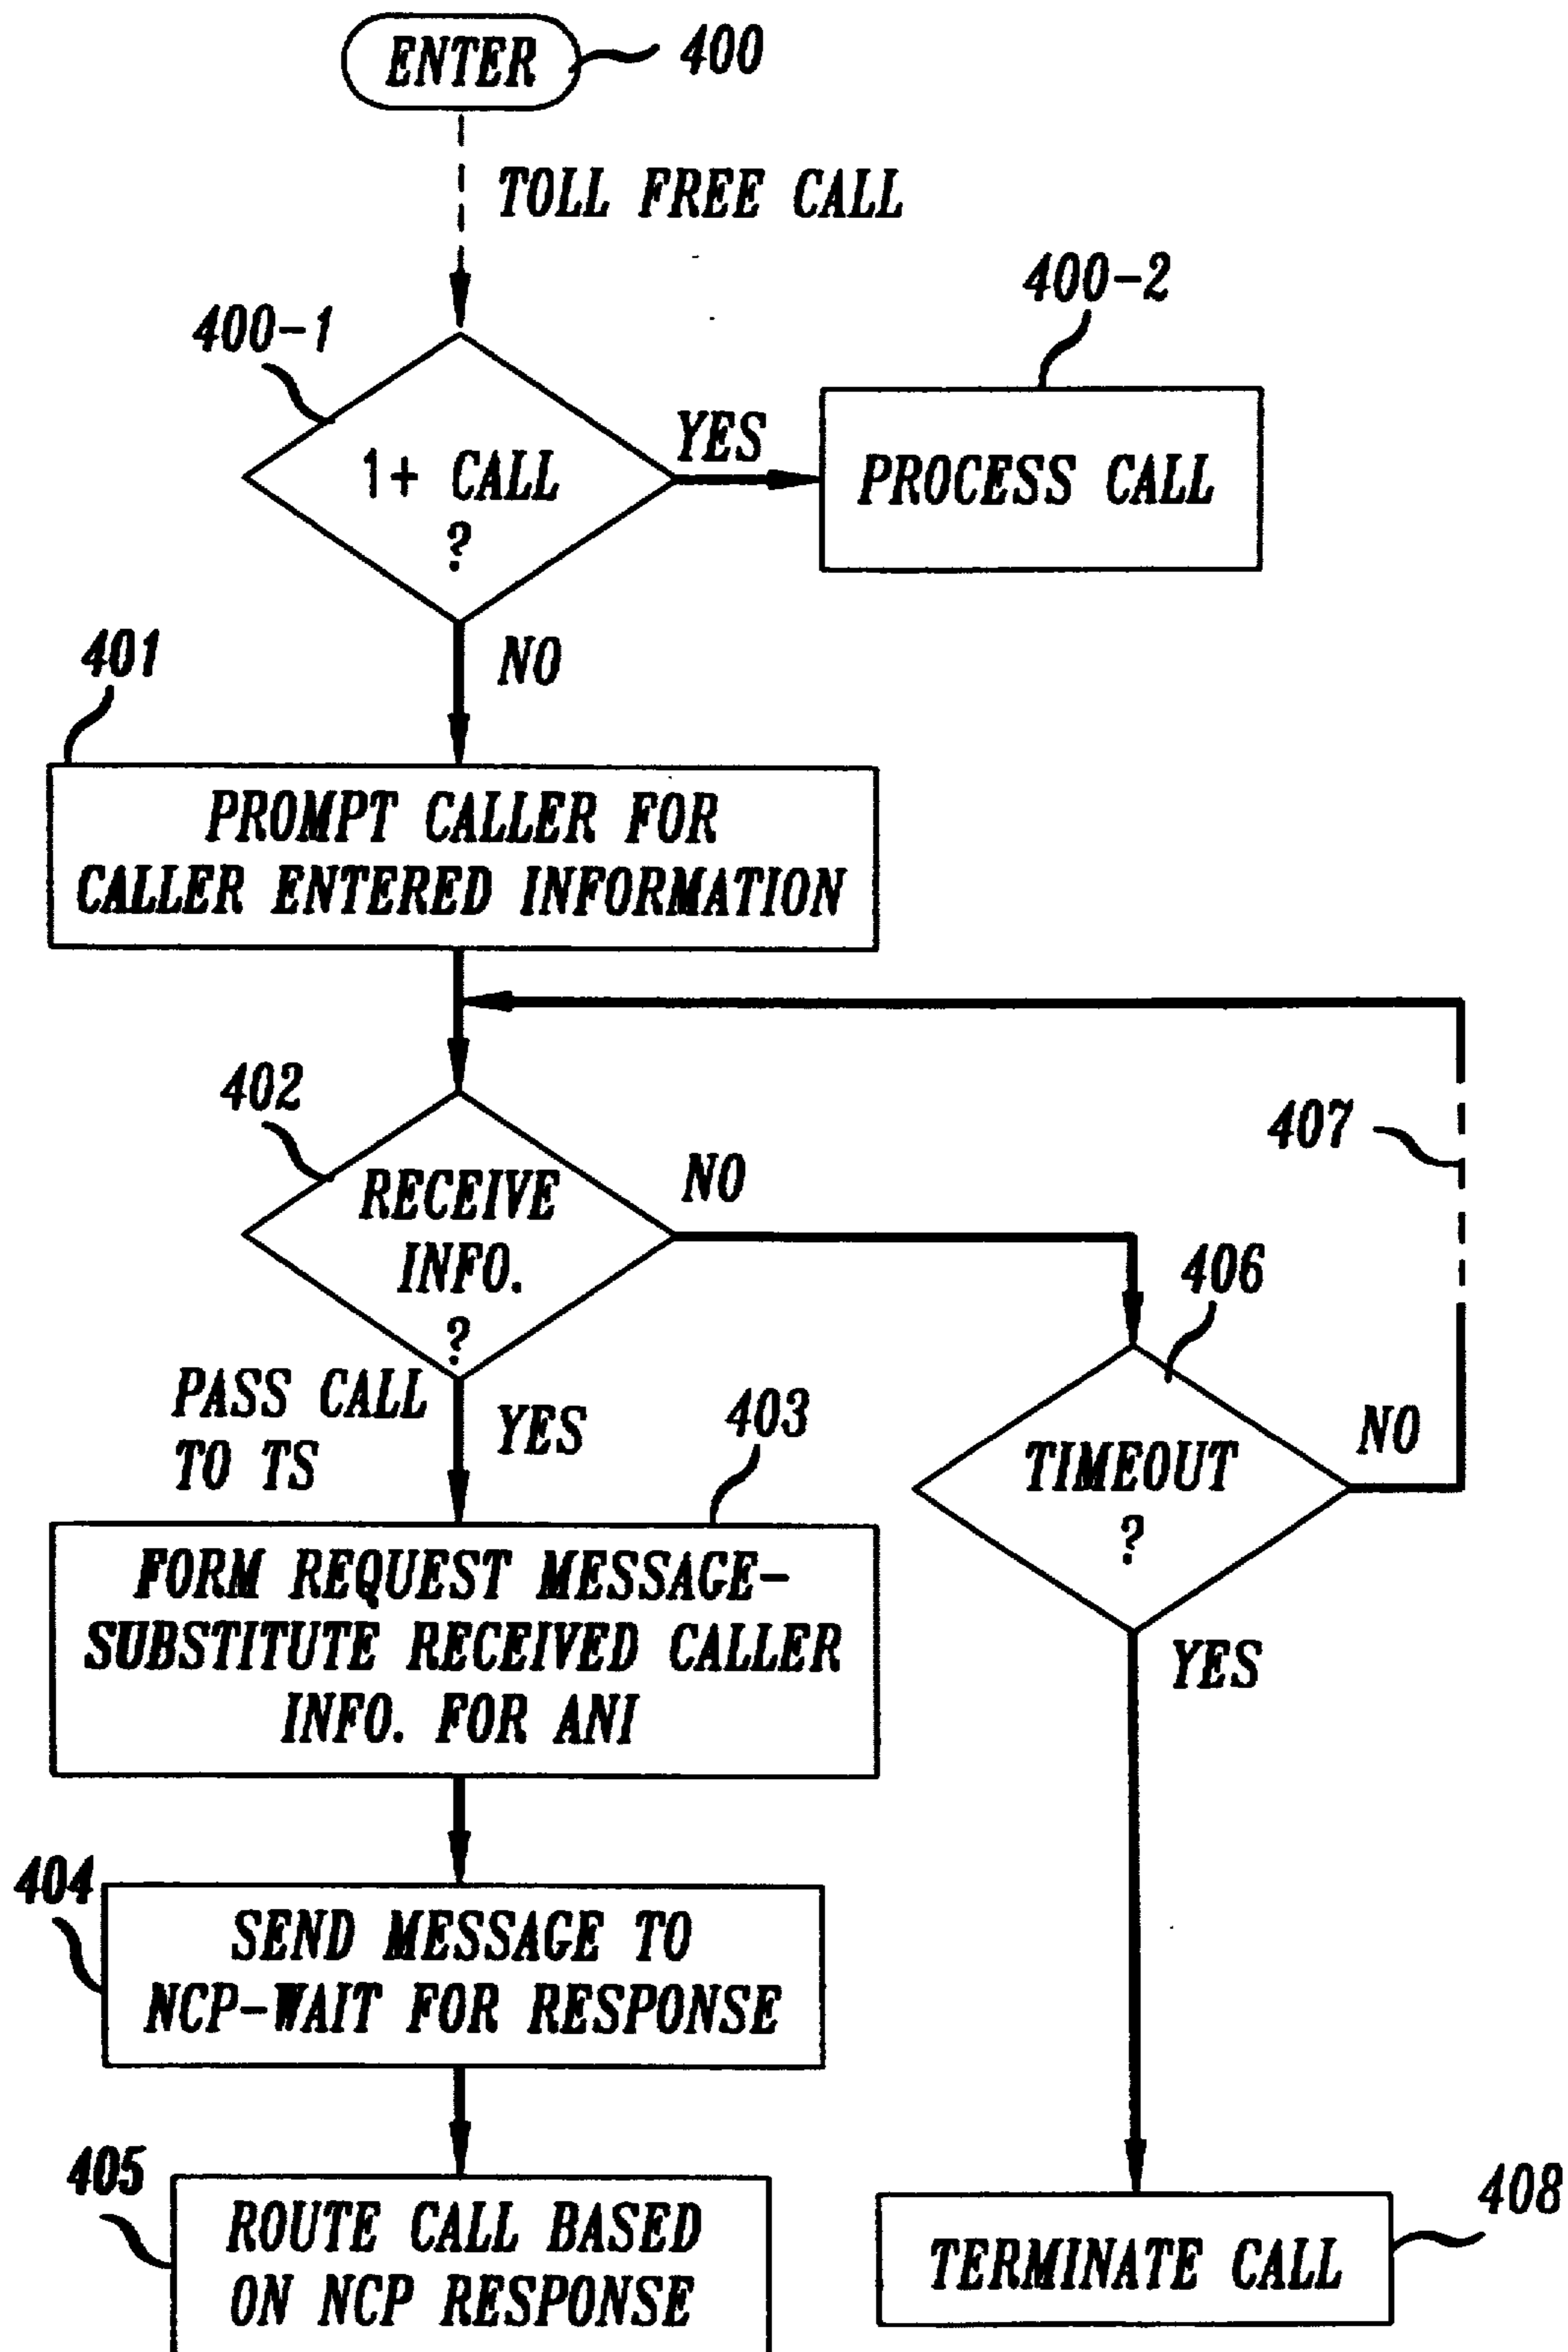 ENTER
400
TOLL FREE CALL
400-1
400-2
1+ CALL
?
YES
PROCESS CALL
NO
401
PROMPT CALLER FOR
CALLER ENTERED INFORMATION
402
RECEIVE
INFO.
?
NO
407
406
PASS CALL
TO TS
YES
403
TIMEOUT
?
NO
YES
FORM REQUEST MESSAGE-
SUBSTITUTE RECEIVED CALLER
INFO. FOR ANI
404
SEND MESSAGE TO
NCP-WAIT FOR RESPONSE
405
ROUTE CALL BASED
ON NCP RESPONSE
TERMINATE CALL
408